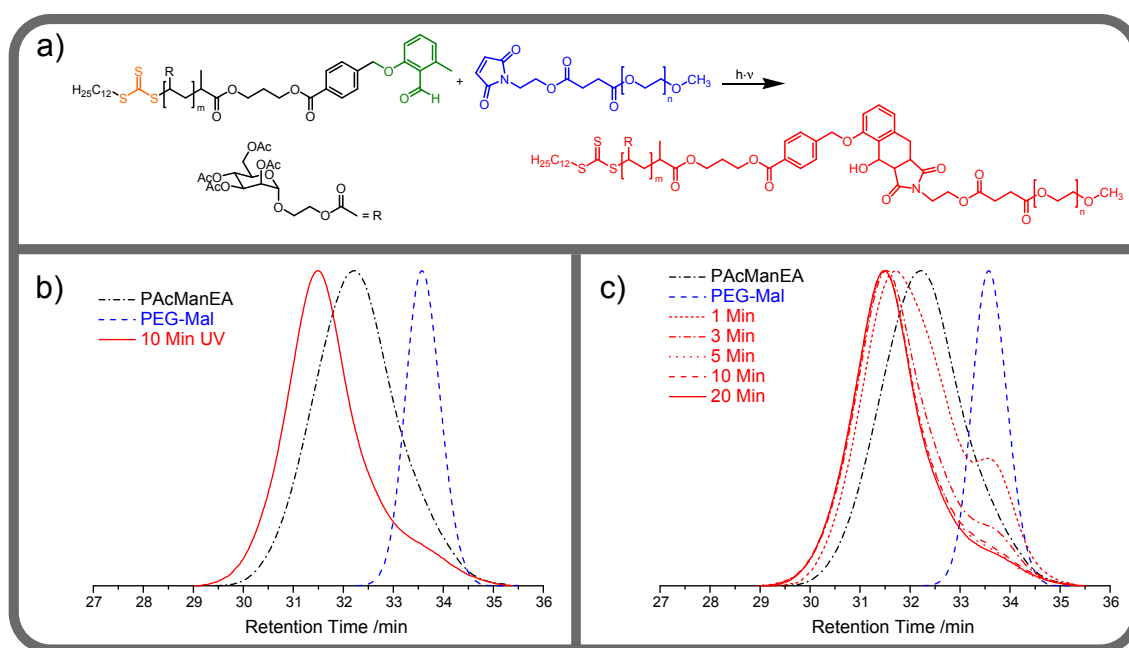 a)
S
R
H₂₅C₁₂
S
S
m
O
O
O
O
O
O
O
H
+
O
N
O
O
O
O
O
O
n
CH₃
h·ν
AcO
OAc
AcO
AcO
O
O
O
O
= R
S
R
H₂₅C₁₂
S
S
m
O
O
O
O
O
HO
O
N
O
O
O
O
O
O
n
CH₃
b)
PAcManEA
PEG-Mal
10 Min UV
27 28 29 30 31 32 33 34 35 36
Retention Time /min
c)
PAcManEA
PEG-Mal
1 Min
3 Min
5 Min
10 Min
20 Min
27 28 29 30 31 32 33 34 35 36
Retention Time /min